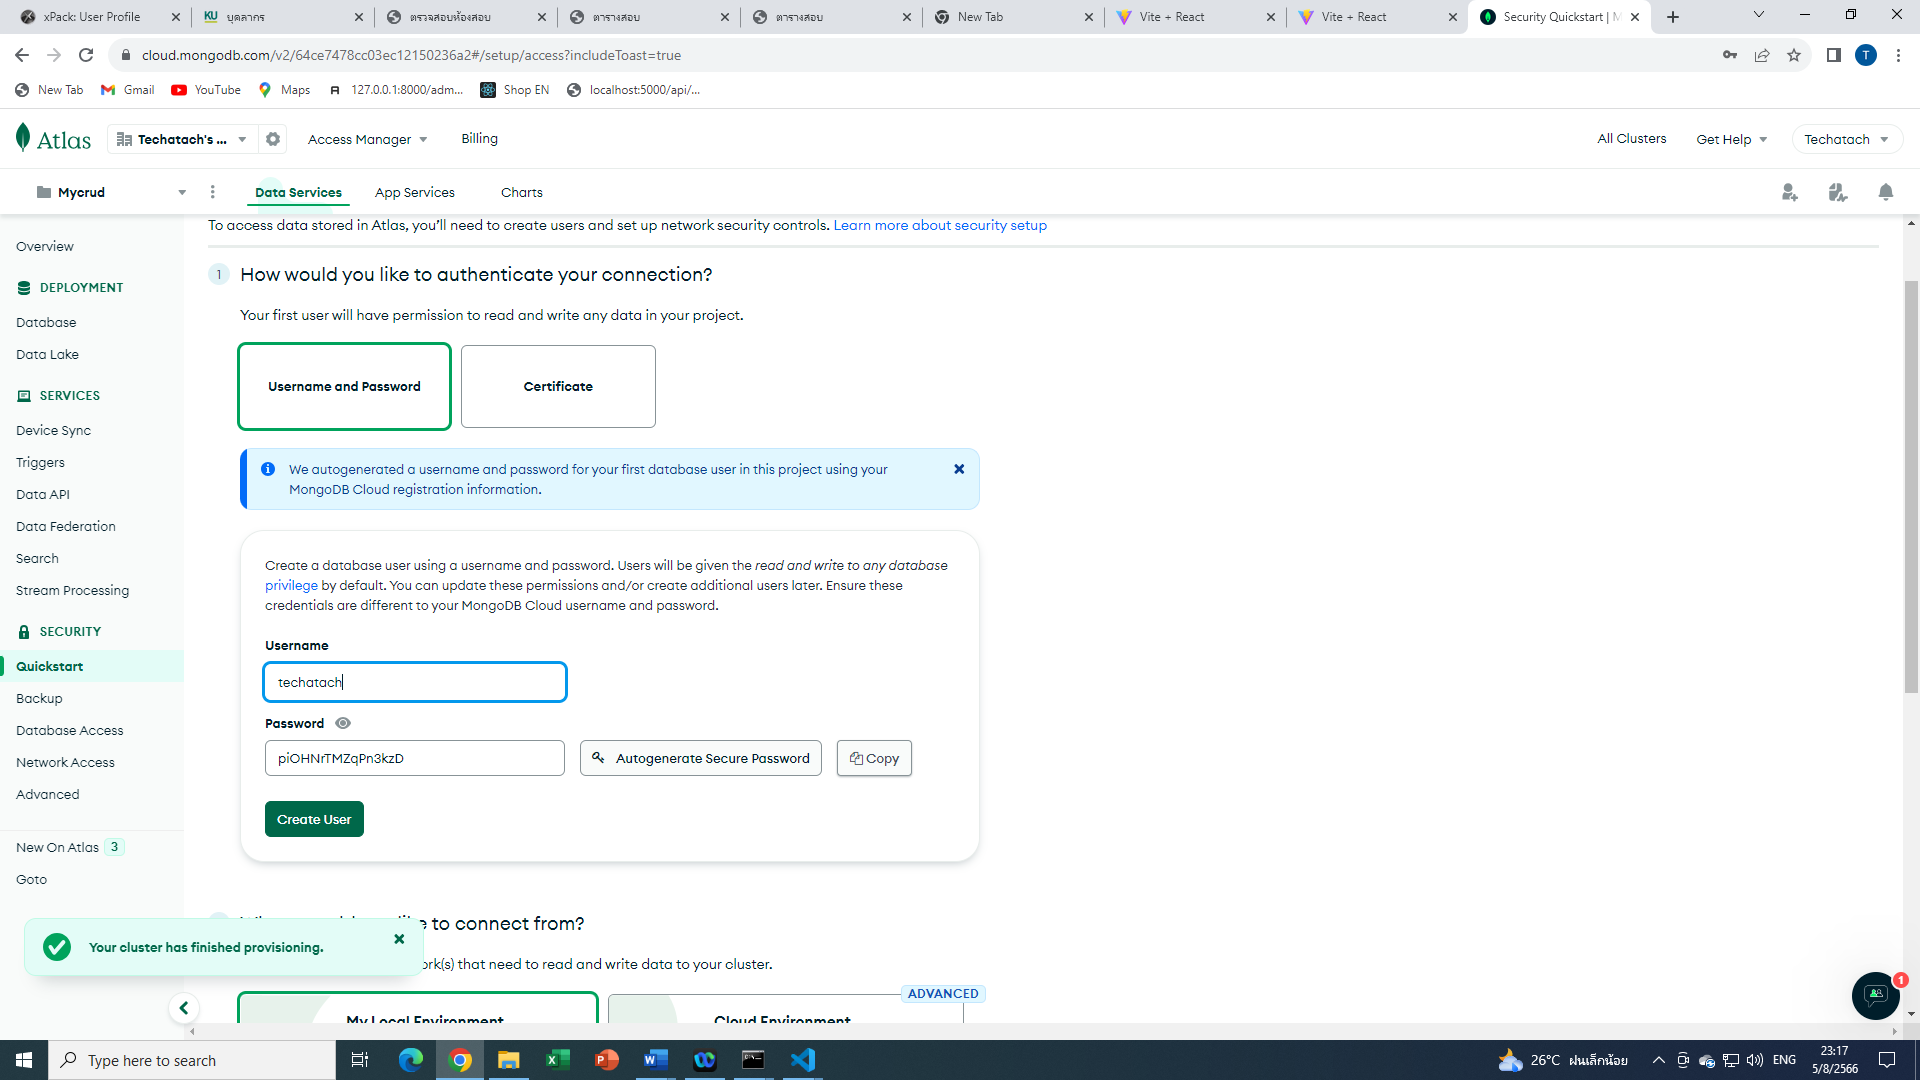 xPack: User Profile
KU บุคลากร
ตรวจสอบห้องสอบ
ตารางสอบ
ตารางสอบ
New Tab
Vite + React
Vite + React
Security Quickstart | M
cloud.mongodb.com/v2/64ce7478cc03ec12150236a2#/setup/access?includeToast=true
T
New Tab
Gmail
YouTube
Maps
127.0.0.1:8000/adm...
Shop EN
localhost:5000/api/...
Atlas
Techatach's ...
Access Manager
Billing
All Clusters
Get Help
Techatach
Mycrud
Data Services
App Services
Charts
Overview
DEPLOYMENT
Database
Data Lake
SERVICES
Device Sync
Triggers
Data API
Data Federation
Search
Stream Processing
SECURITY
Quickstart
Backup
Database Access
Network Access
Advanced
New On Atlas 3
Goto
To access data stored in Atlas, you'll need to create users and set up network security controls. Learn more about security setup
1 How would you like to authenticate your connection?
Your first user will have permission to read and write any data in your project.
Username and Password
Certificate
We autogenerated a username and password for your first database user in this project using your
MongoDB Cloud registration information.
Create a database user using a username and password. Users will be given the read and write to any database
privilege by default. You can update these permissions and/or create additional users later. Ensure these
credentials are different to your MongoDB Cloud username and password.
Username
techatach
Password
piOHNrTMZqPn3kzD
Autogenerate Secure Password
Copy
Create User
to connect from?
Your cluster has finished provisioning.
that need to read and write data to your cluster.
ADVANCED
My Local Environment
Cloud Environment
1
Type here to search
26°C ฝนเล็กน้อย
ENG
23:17
5/8/2566